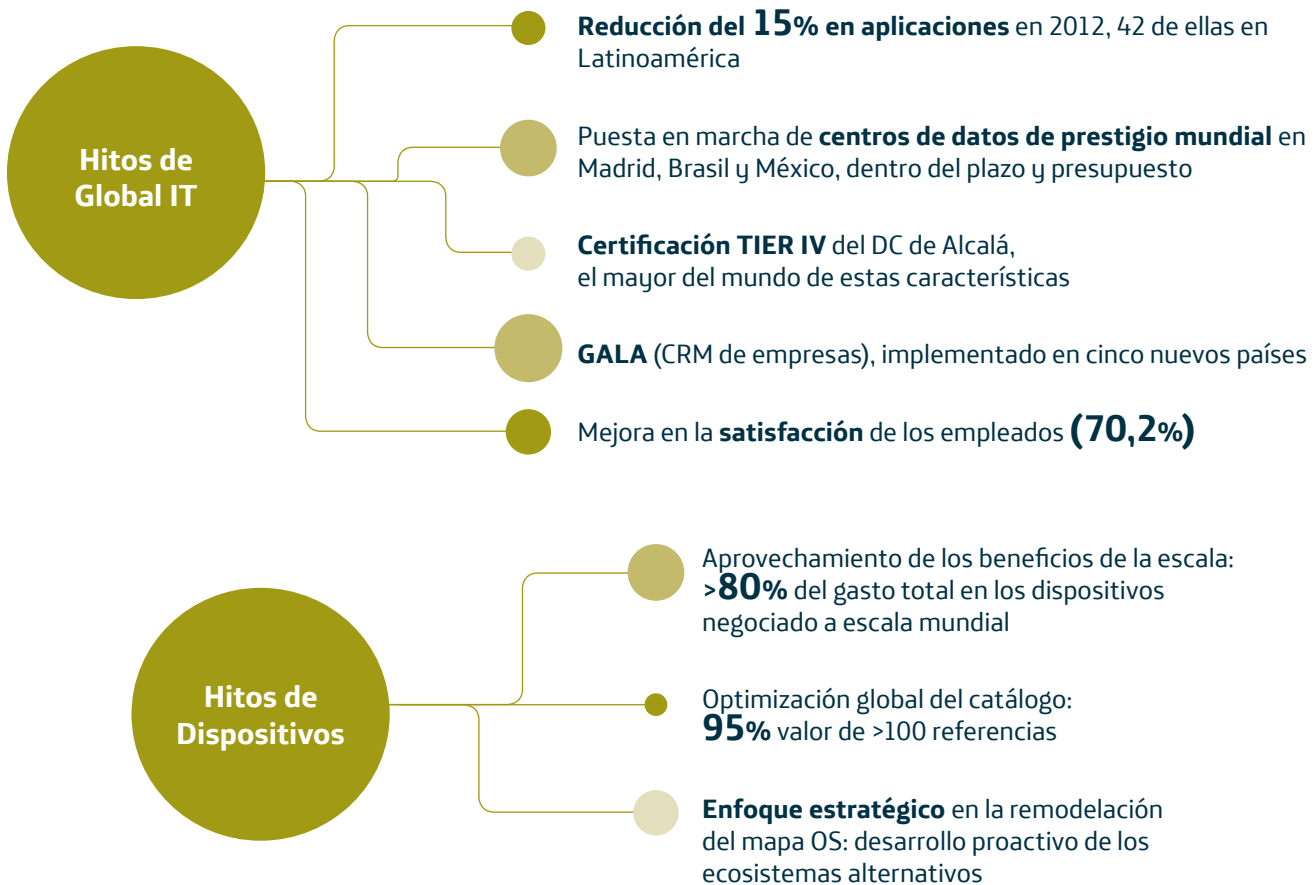 Hitos de
Global IT
Reducción del 15% en aplicaciones en 2012, 42 de ellas en
Latinoamérica
Puesta en marcha de centros de datos de prestigio mundial en
Madrid, Brasil y México, dentro del plazo y presupuesto
Certificación TIER IV del DC de Alcalá,
el mayor del mundo de estas características
GALA (CRM de empresas), implementado en cinco nuevos países
Mejora en la satisfacción de los empleados (70,2%)
Hitos de
Dispositivos
Aprovechamiento de los beneficios de la escala:
>80% del gasto total en los dispositivos
negociado a escala mundial
Optimización global del catálogo:
95% valor de >100 referencias
Enfoque estratégico en la remodelación
del mapa OS: desarrollo proactivo de los
ecosistemas alternativos